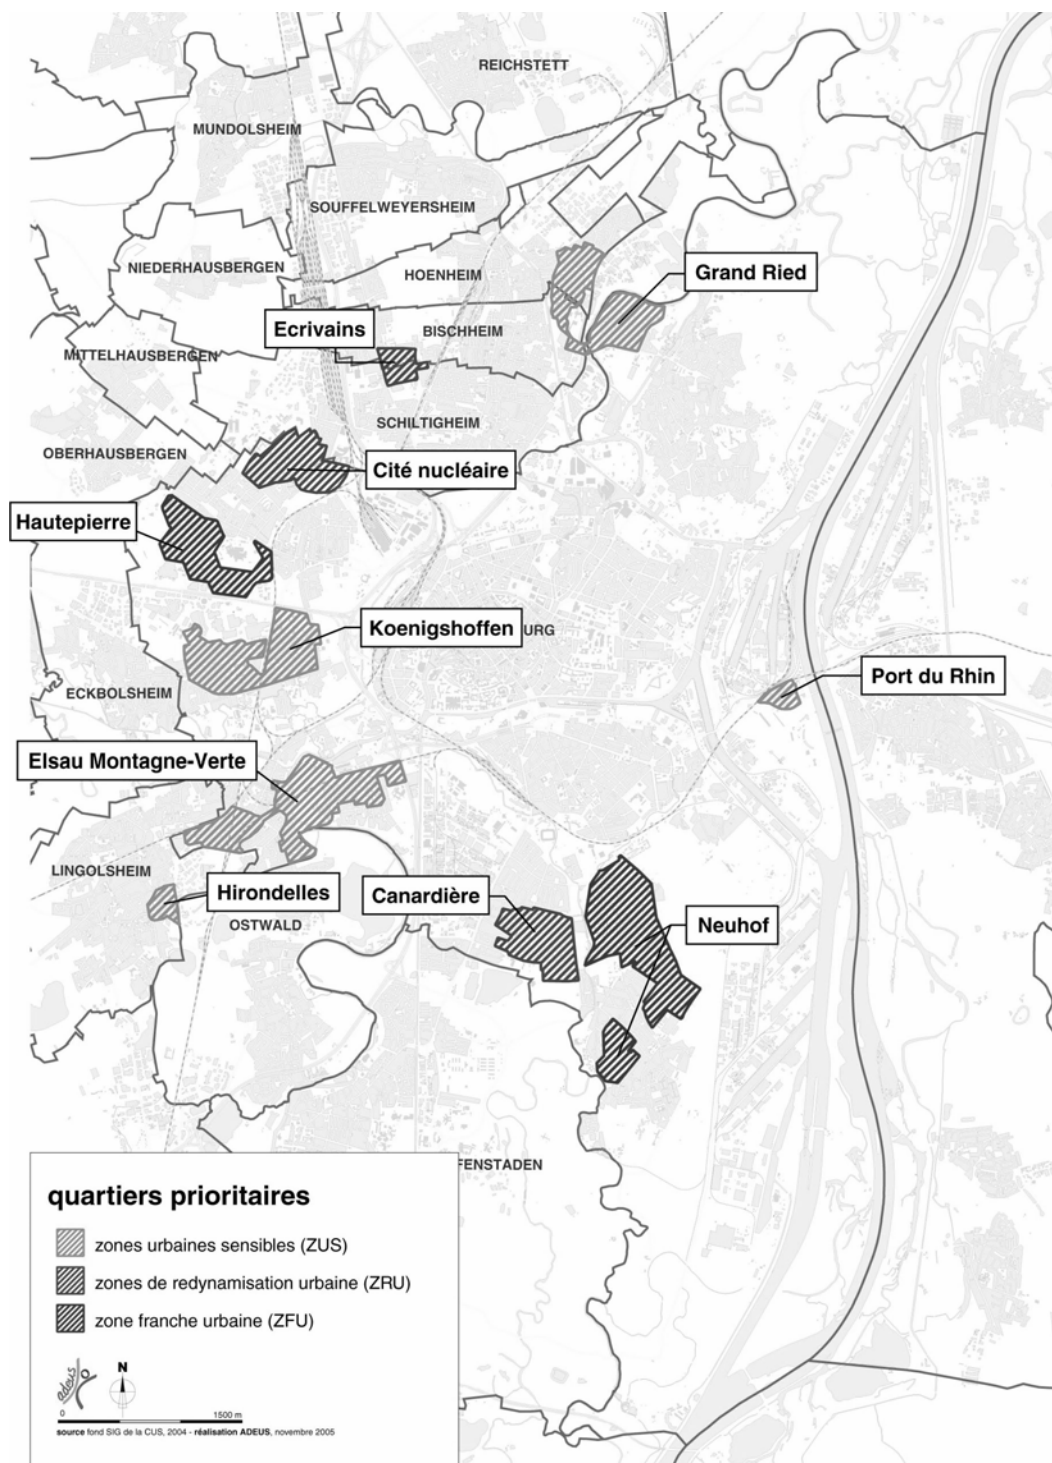 REICHSTETT
MUNDOLSHEIM
SOUFFELWEYERSHEIM
NIEDERHAUSBERGEN
HOENHEIM
Grand Ried
Ecrivains
BISCHHEIM
MITTELHAUSBERGEN
SCHILTIGHEIM
OBERHAUSBERGEN
Cité nucléaire
Hautepierre
Koenigshoffen
URG
Port du Rhin
ECKBOLSHEIM
Elsau Montagne-Verte
LINGOLSHEIM
Hirondelles
Canardière
OSTWALD
Neuhof
FENSTADEN
quartiers prioritaires
zones urbaines sensibles (ZUS)
zones de redynamisation urbaine (ZRU)
zone franche urbaine (ZFU)
adeus
N
0 1500 m
source fond SIG de la CUS, 2004 - réalisation ADEUS, novembre 2005